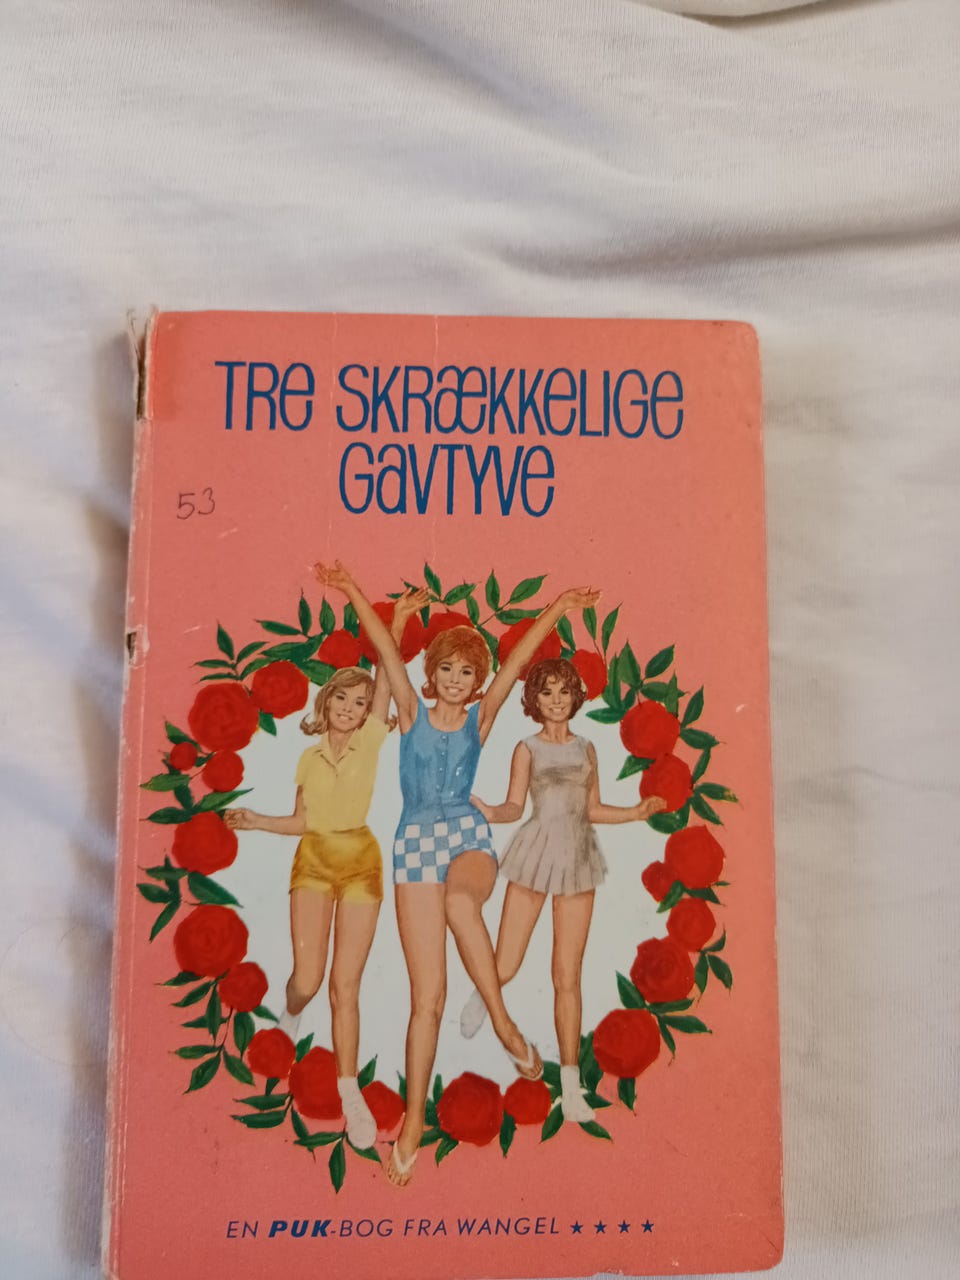 TRE SKRÆKKELIGE
GAVTYVE
53
EN PUK-BOG FRA WANGEL ★ ★ ★ ★